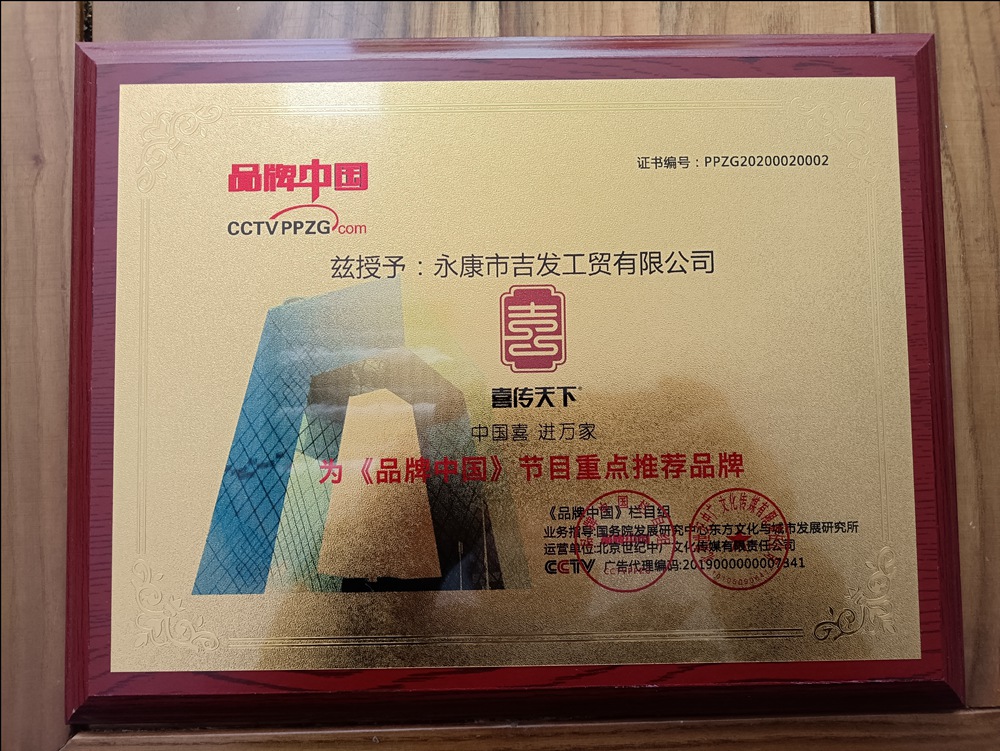 品牌中国
证书编号：PPZG20200020002
CCTVPPZG.com
兹授予：永康市吉发工贸有限公司
喜传天下
中国喜 进万家
为《品牌中国》节目重点推荐品牌
《品牌中国》栏目组
业务指导:国务院发展研究中心东方文化与城市发展研究所
运营单位:北京世纪中广文化传媒有限责任公司
CCTV 广告代理编码:2019000000007341